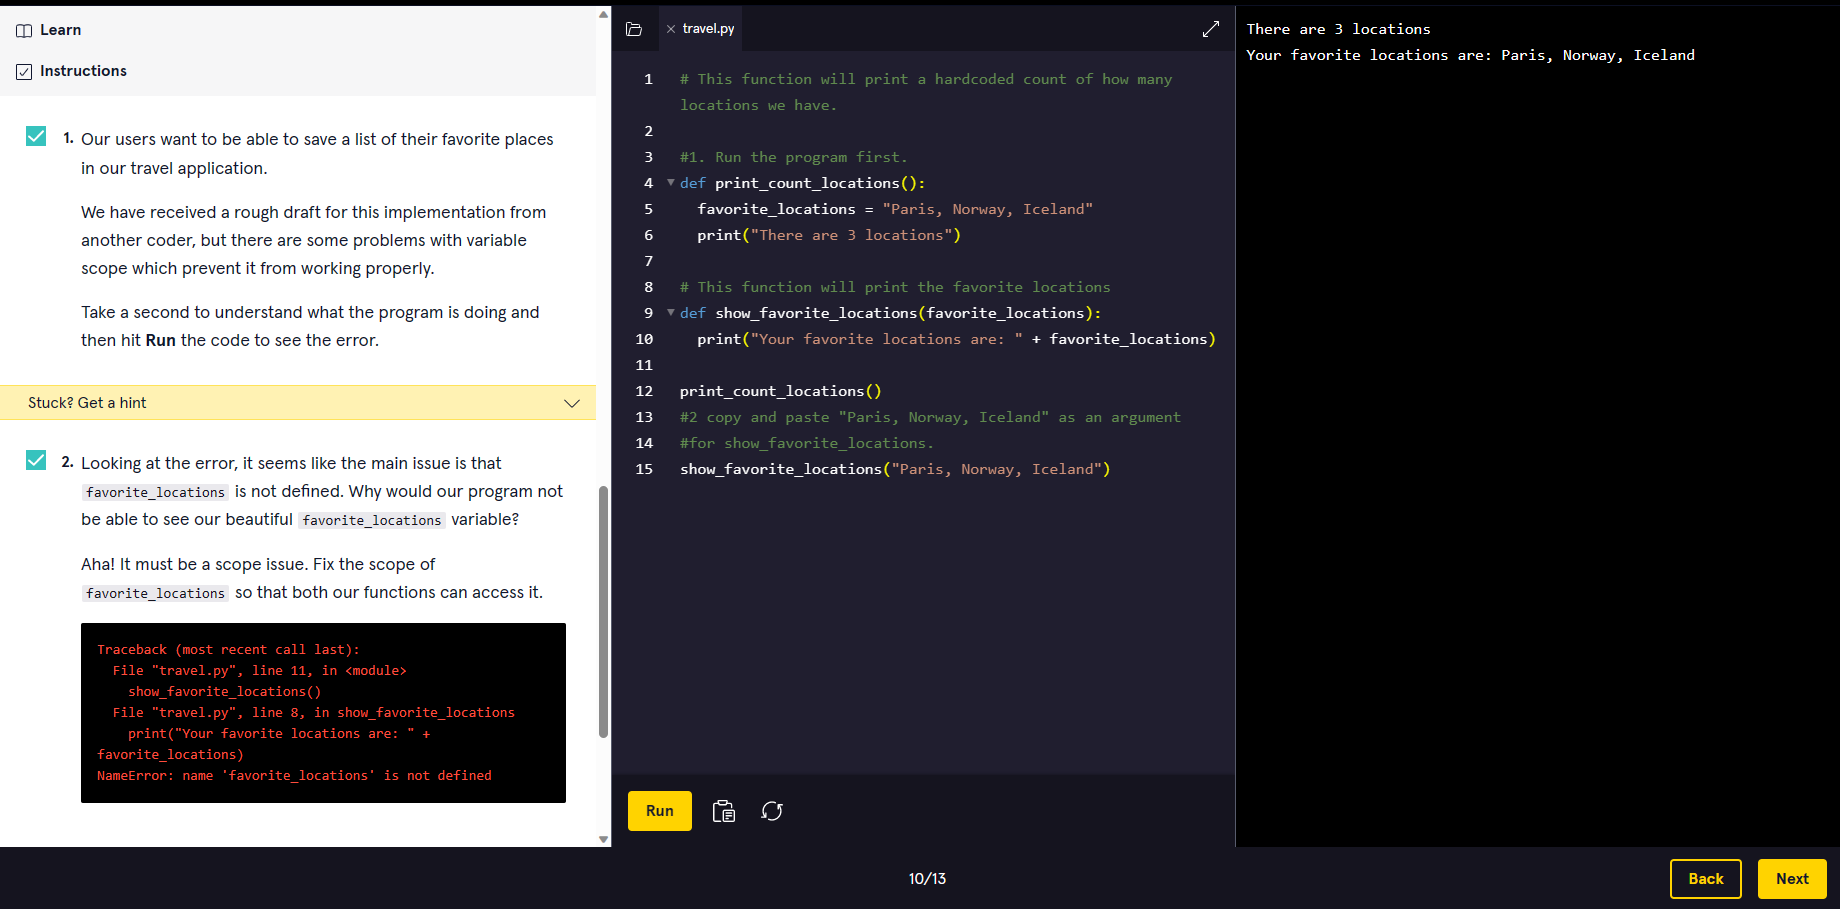 Learn
Instructions
1. Our users want to be able to save a list of their favorite places
in our travel application.
We have received a rough draft for this implementation from
another coder, but there are some problems with variable
scope which prevent it from working properly.
Take a second to understand what the program is doing and
then hit Run the code to see the error.
Stuck? Get a hint
2. Looking at the error, it seems like the main issue is that
favorite_locations is not defined. Why would our program not
be able to see our beautiful favorite_locations variable?
Aha! It must be a scope issue. Fix the scope of
favorite_locations so that both our functions can access it.
Traceback (most recent call last):
  File "travel.py", line 11, in <module>
    show_favorite_locations()
  File "travel.py", line 8, in show_favorite_locations
    print("Your favorite locations are: " +
favorite_locations)
NameError: name 'favorite_locations' is not defined
travel.py
1 # This function will print a hardcoded count of how many
locations we have.
2
3 #1. Run the program first.
4 def print_count_locations():
5   favorite_locations = "Paris, Norway, Iceland"
6   print("There are 3 locations")
7
8 # This function will print the favorite locations
9 def show_favorite_locations(favorite_locations):
10   print("Your favorite locations are: " + favorite_locations)
11
12 print_count_locations()
13 #2 copy and paste "Paris, Norway, Iceland" as an argument
14 #for show_favorite_locations.
15 show_favorite_locations("Paris, Norway, Iceland")
Run
There are 3 locations
Your favorite locations are: Paris, Norway, Iceland
10/13
Back
Next